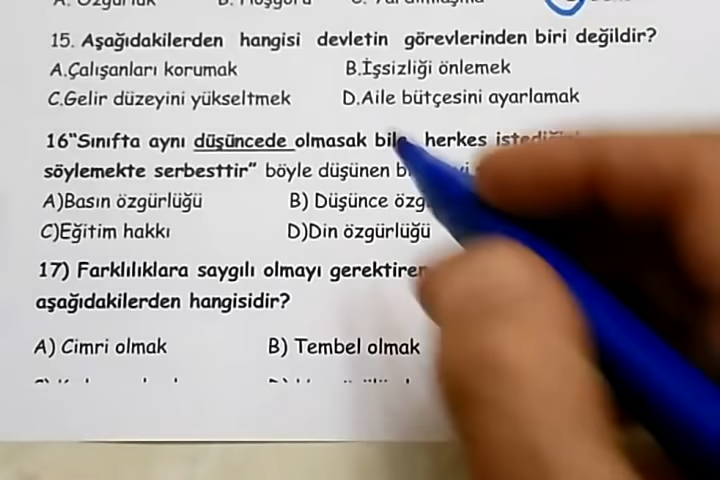 15. Aşağıdakilerden hangisi devletin görevlerinden biri değildir?
A.Çalışanları korumak B.İşsizliği önlemek
C.Gelir düzeyini yükseltmek D.Aile bütçesini ayarlamak
16"Sınıfta aynı düşüncede olmasak bile herkes
söylemekte serbesttir" böyle düşünen
A)Basın özgürlüğü B) Düşünce
C)Eğitim hakkı D)Din özgürlüğü
17) Farklılıklara saygılı olmayı
aşağıdakilerden hangisidir?
A) Cimri olmak B) Tembel olmak